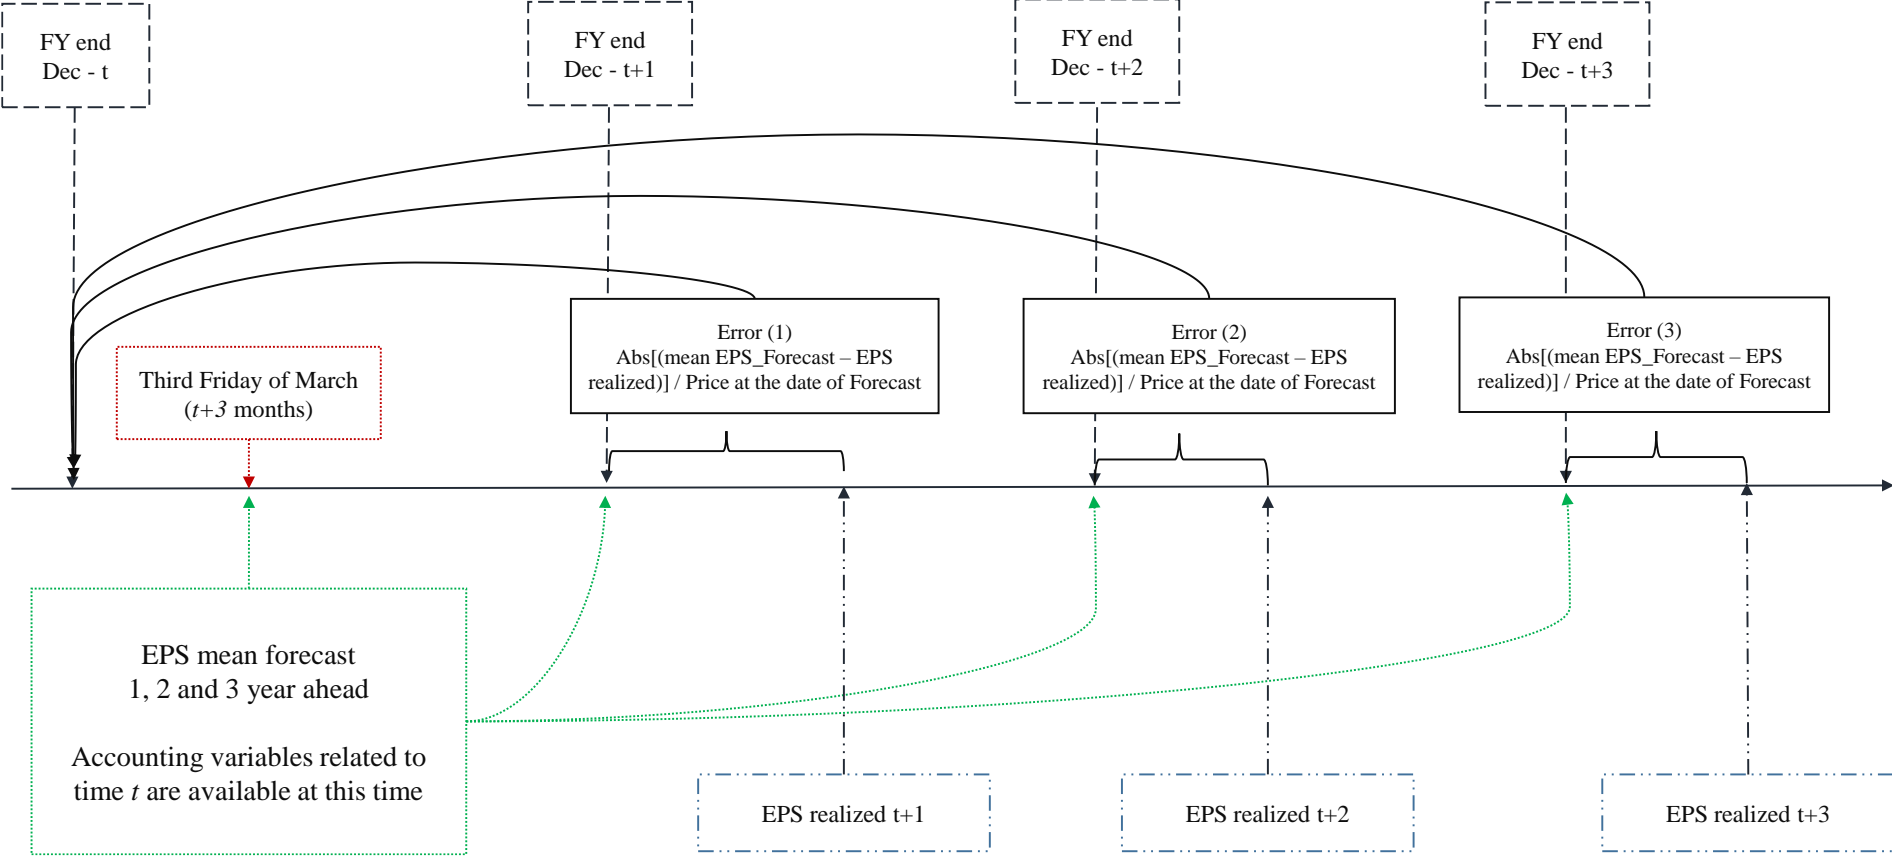 FY end
Dec - t
FY end
Dec - t+1
FY end
Dec - t+2
FY end
Dec - t+3
Third Friday of March
(t+3 months)
Error (1)
Abs[(mean EPS_Forecast – EPS
realized)] / Price at the date of Forecast
Error (2)
Abs[(mean EPS_Forecast – EPS
realized)] / Price at the date of Forecast
Error (3)
Abs[(mean EPS_Forecast – EPS
realized)] / Price at the date of Forecast
EPS mean forecast
1, 2 and 3 year ahead
Accounting variables related to
time t are available at this time
EPS realized t+1
EPS realized t+2
EPS realized t+3